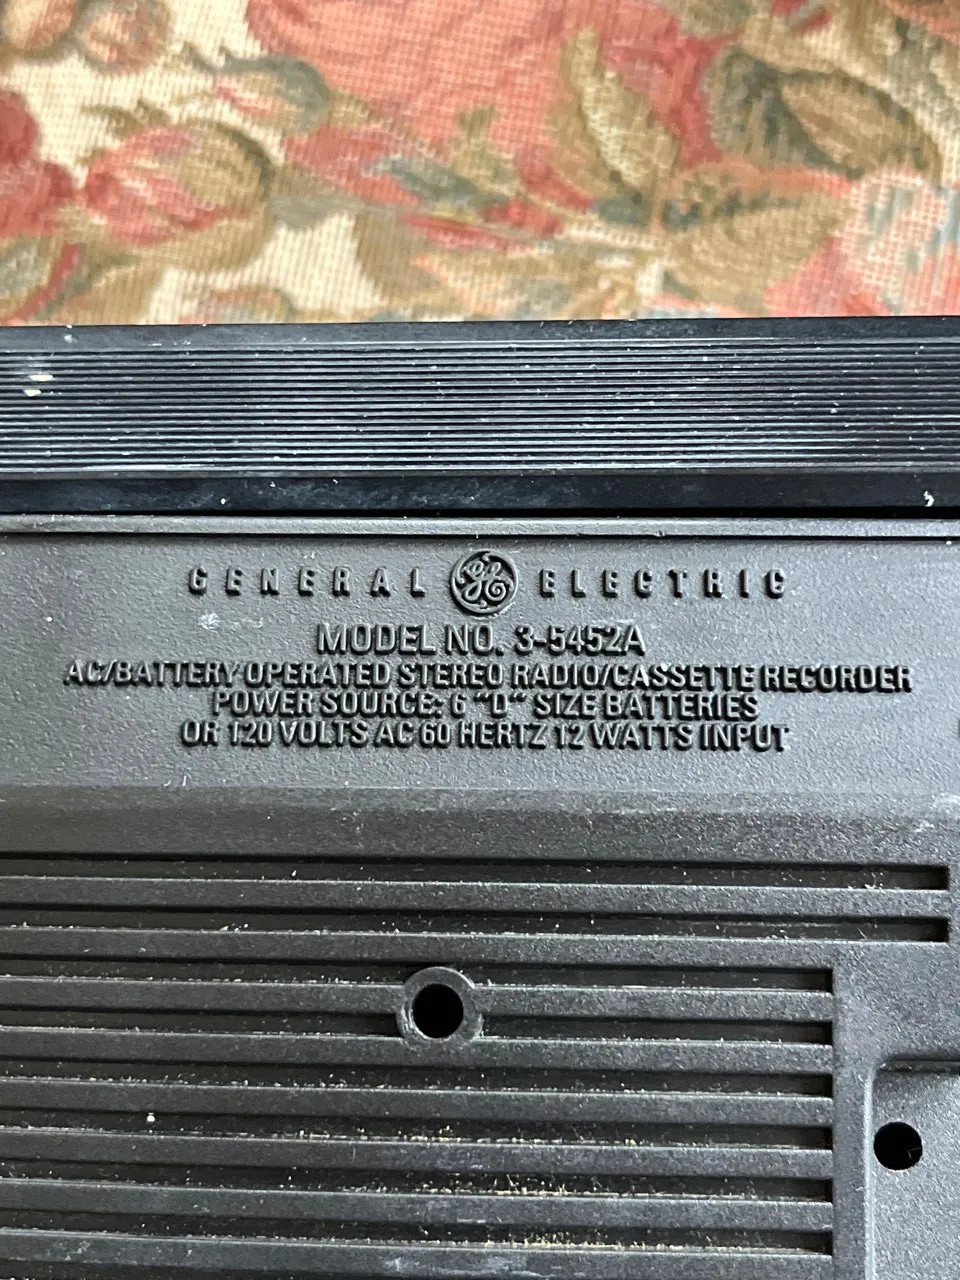 GENERAL GE ELECTRIC
MODEL NO. 3-5452A
AC/BATTERY OPERATED STEREO RADIO/CASSETTE RECORDER
POWER SOURCE: 6 "D" SIZE BATTERIES
OR 120 VOLTS AC 60 HERTZ 12 WATTS INPUT